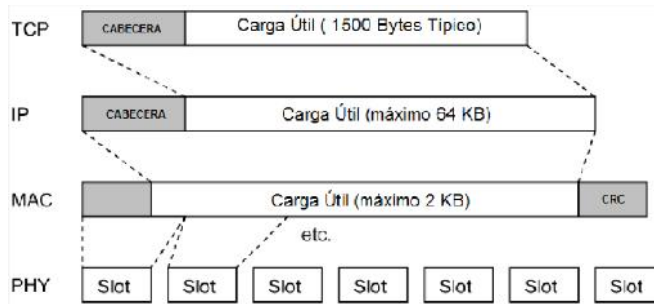 TCP CABECERA Carga Útil ( 1500 Bytes Tipico)
IP CABECERA Carga Útil (máximo 64 KB)
MAC Carga Útil (máximo 2 KB) CRC
etc.
PHY Slot Slot Slot Slot Slot Slot Slot